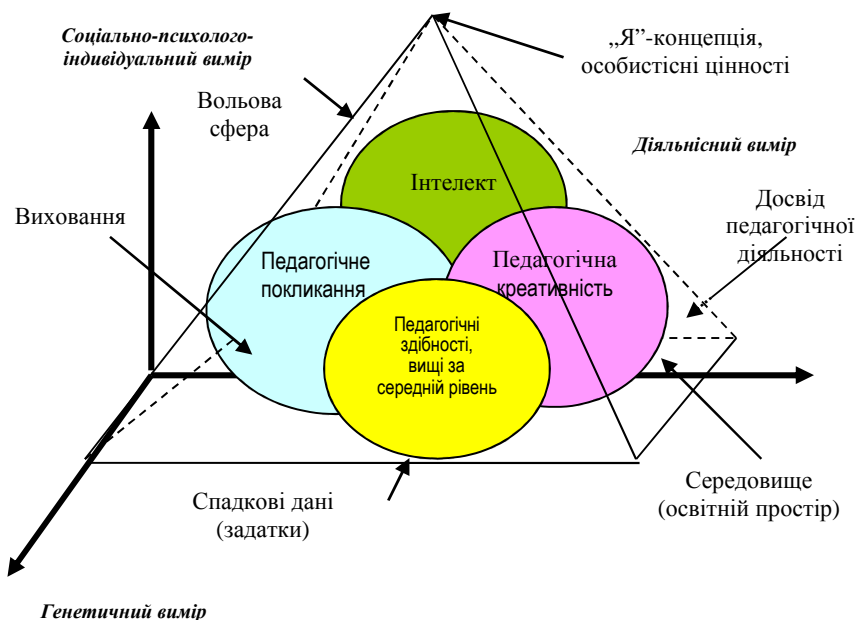 Соціально-психолого-
індивідуальний вимір
„Я”-концепція,
особистісні цінності
Вольова
сфера
Діяльнісний вимір
Інтелект
Досвід
педагогічної
діяльності
Виховання
Педагогічне
покликання
Педагогічна
креативність
Педагогічні
здібності,
вищі за
середній рівень
Середовище
(освітній простір)
Спадкові дані
(задатки)
Генетичний вимір